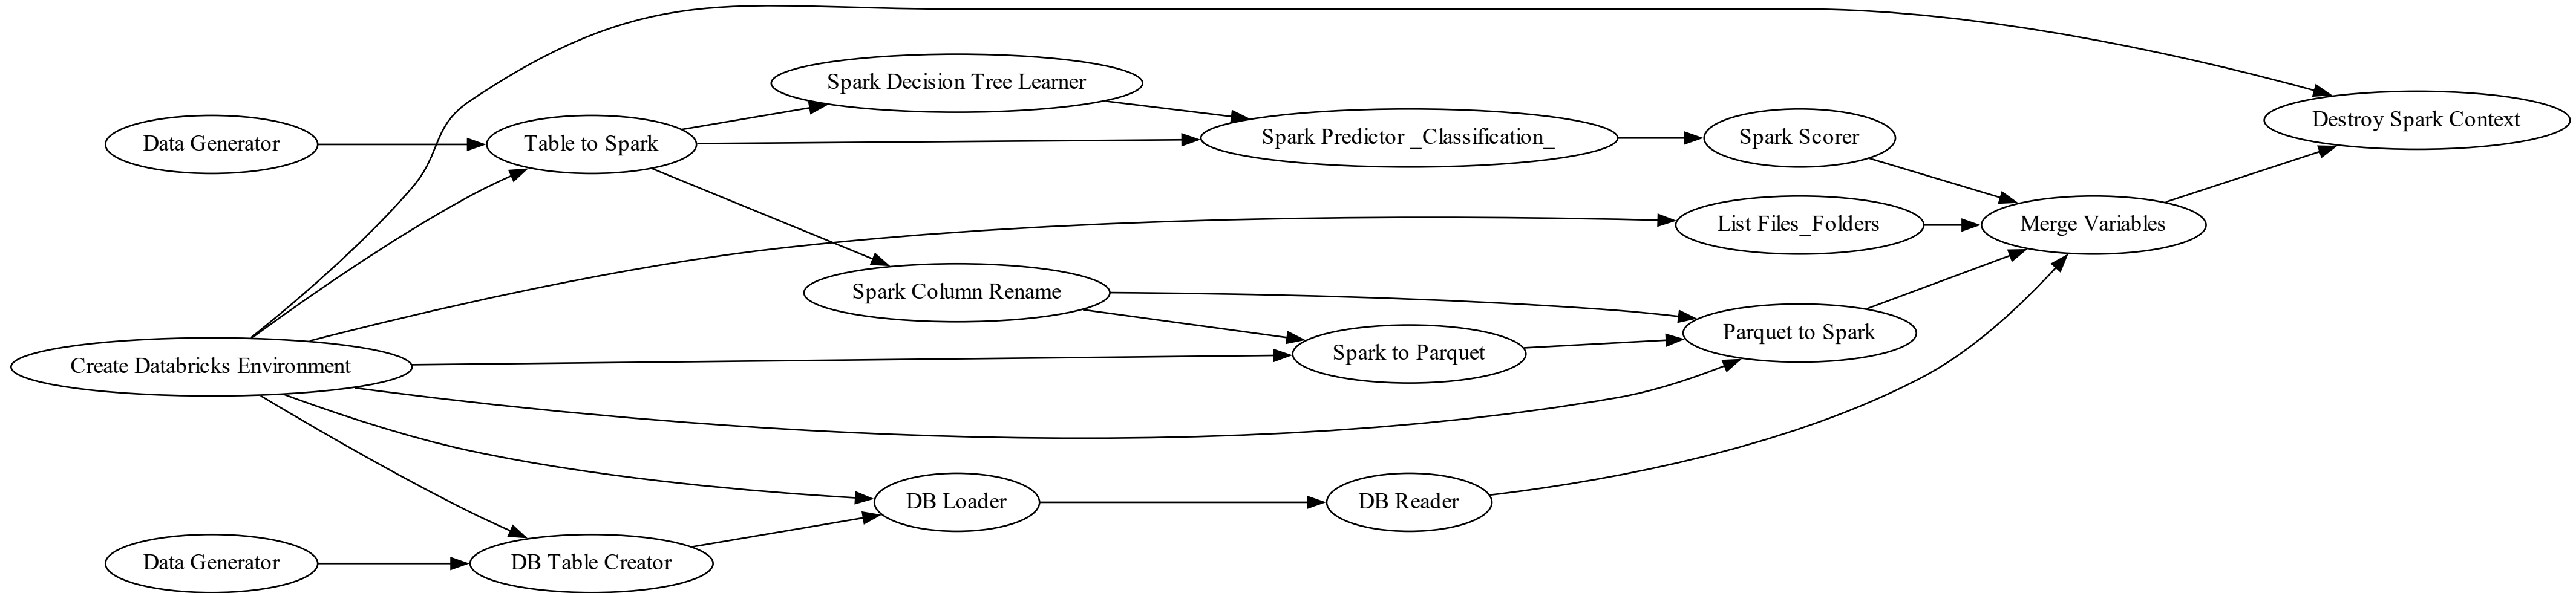 Spark Decision Tree Learner
Destroy Spark Context
Spark Predictor _Classification_
Spark Scorer
Data Generator
Table to Spark
List Files_Folders
Merge Variables
Spark Column Rename
Parquet to Spark
Spark to Parquet
Create Databricks Environment
DB Loader
DB Reader
Data Generator
DB Table Creator